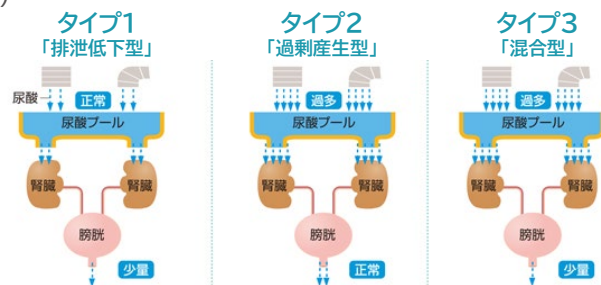 タイプ1
「排泄低下型」
尿酸
正常
尿酸プール
腎臓
腎臓
膀胱
少量
タイプ2
「過剰産生型」
過多
尿酸プール
腎臓
腎臓
膀胱
正常
タイプ3
「混合型」
過多
尿酸プール
腎臓
腎臓
膀胱
少量